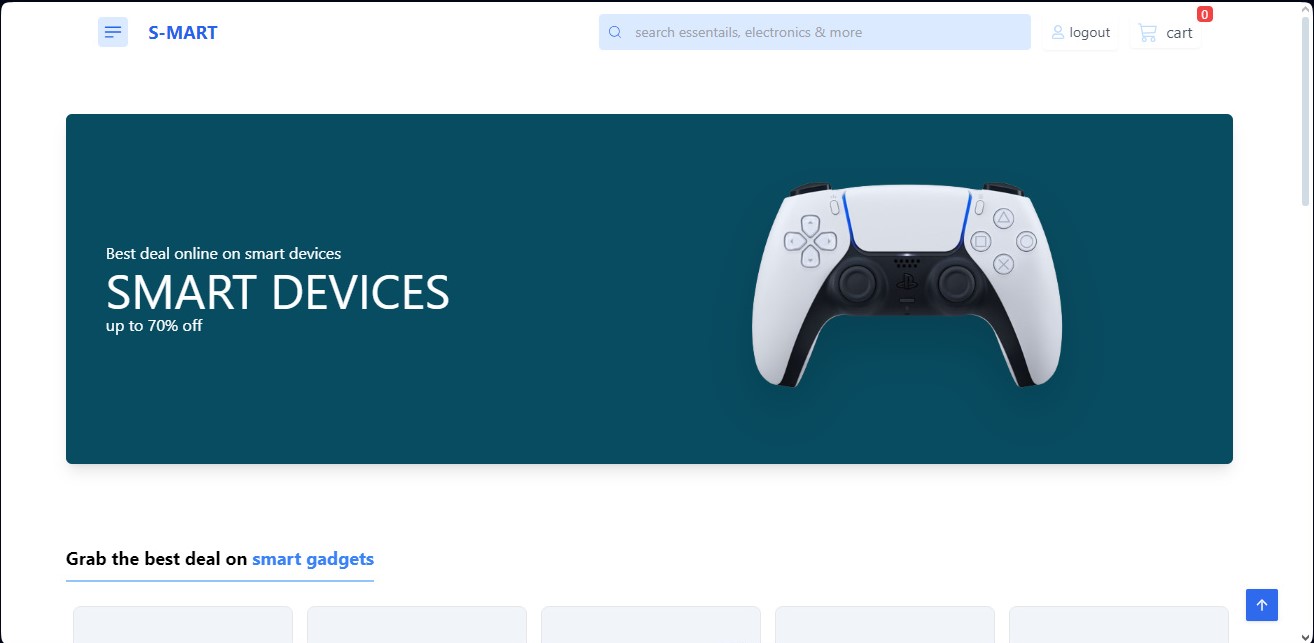 S-MART
search essentails, electronics & more
logout
cart
0
Best deal online on smart devices
SMART DEVICES
up to 70% off
Grab the best deal on smart gadgets